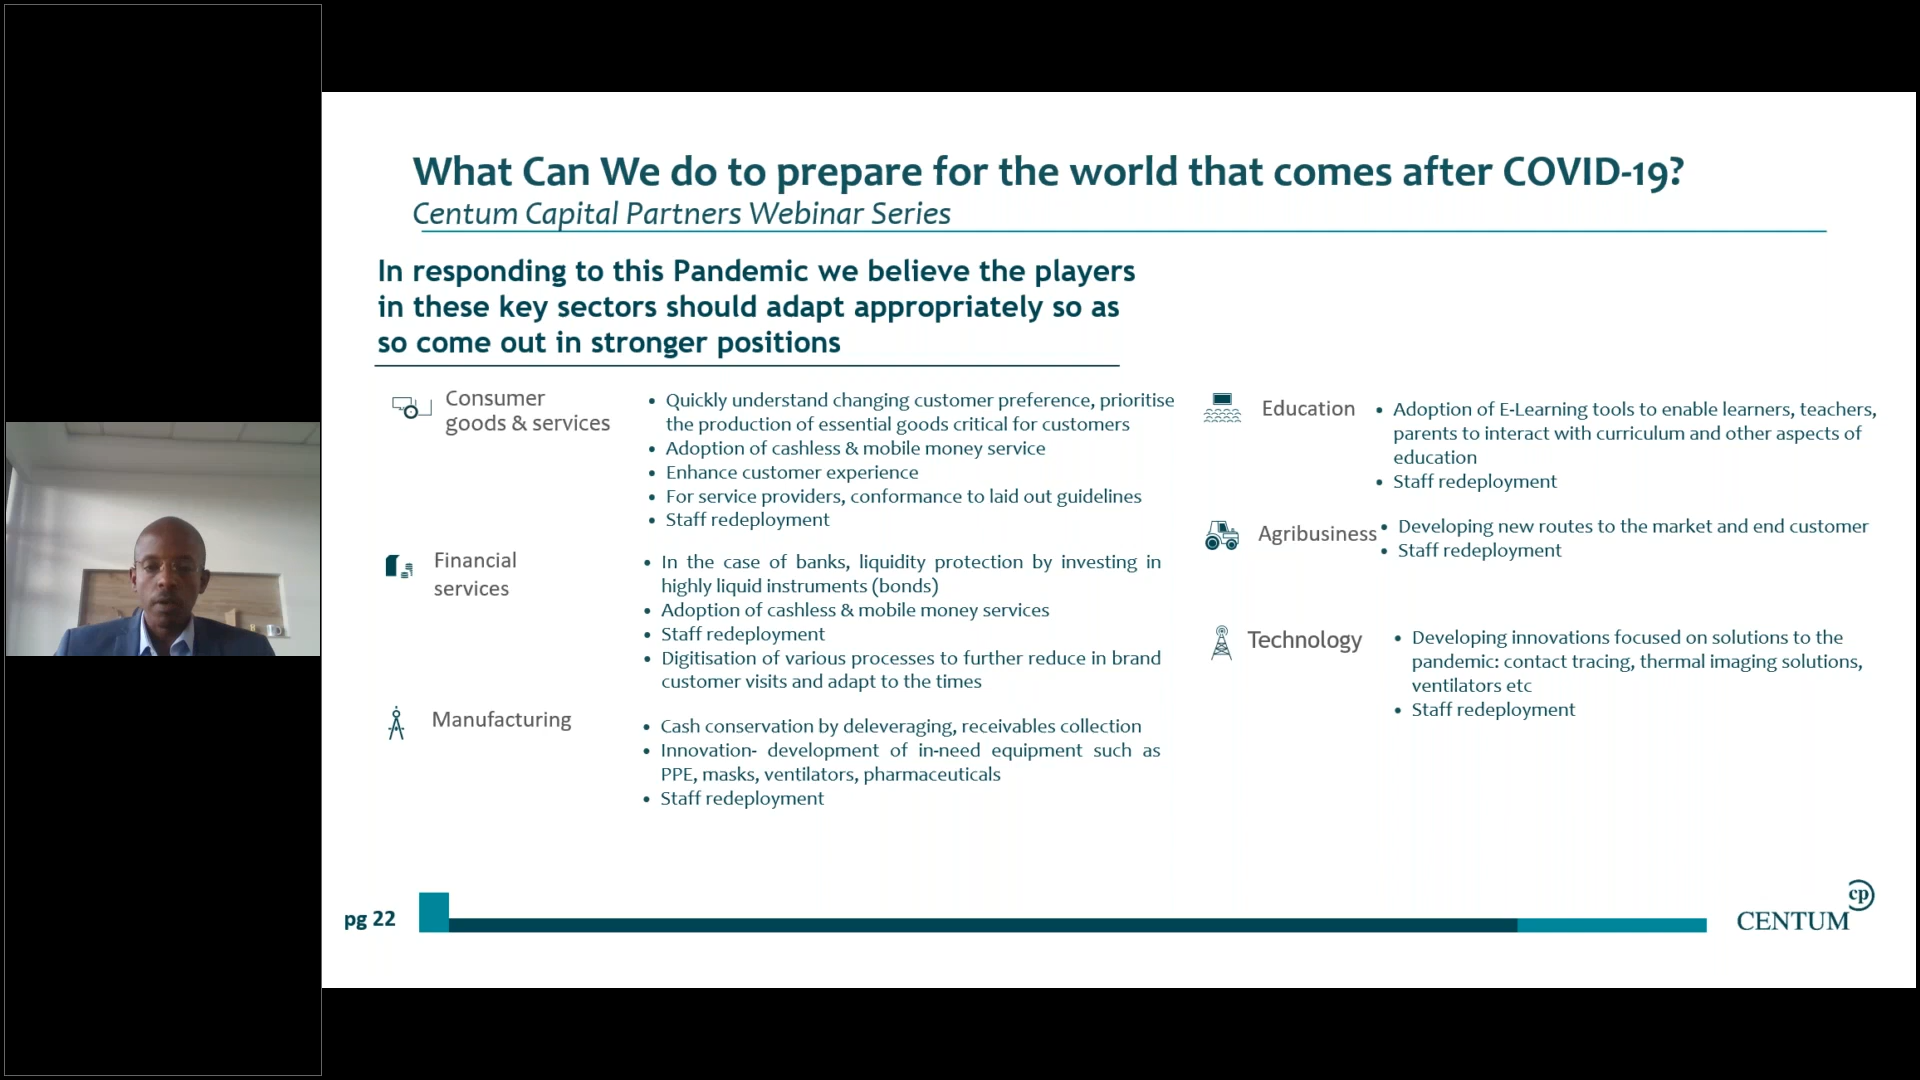 What Can We do to prepare for the world that comes after COVID-19?
Centum Capital Partners Webinar Series
In responding to this Pandemic we believe the players
in these key sectors should adapt appropriately so as
so come out in stronger positions
Consumer
goods & services
• Quickly understand changing customer preference, prioritise
the production of essential goods critical for customers
• Adoption of cashless & mobile money service
• Enhance customer experience
• For service providers, conformance to laid out guidelines
• Staff redeployment
Financial
services
• In the case of banks, liquidity protection by investing in
highly liquid instruments (bonds)
• Adoption of cashless & mobile money services
• Staff redeployment
• Digitisation of various processes to further reduce in brand
customer visits and adapt to the times
Manufacturing
• Cash conservation by deleveraging, receivables collection
• Innovation- development of in-need equipment such as
PPE, masks, ventilators, pharmaceuticals
• Staff redeployment
Education
• Adoption of E-Learning tools to enable learners, teachers,
parents to interact with curriculum and other aspects of
education
• Staff redeployment
Agribusiness
• Developing new routes to the market and end customer
• Staff redeployment
Technology
• Developing innovations focused on solutions to the
pandemic: contact tracing, thermal imaging solutions,
ventilators etc
• Staff redeployment
pg 22
CENTUM
cp